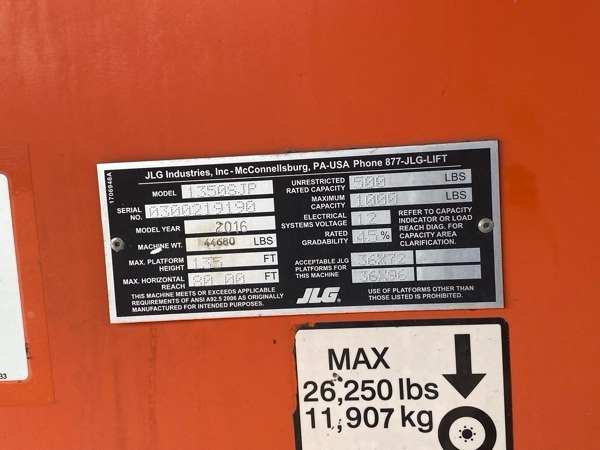 1706948A
JLG Industries, Inc - McConnellsburg, PA-USA Phone 877-JLG-LIFT
MODEL 1350SJP
SERIAL NO. 0300219190
MODEL YEAR 2016
MACHINE WT. 44680 LBS
MAX. PLATFORM HEIGHT 135 FT
MAX. HORIZONTAL REACH 80.00 FT
THIS MACHINE MEETS OR EXCEEDS APPLICABLE
REQUIREMENTS OF ANSI A92.5 2006 AS ORIGINALLY
MANUFACTURED FOR INTENDED PURPOSES.
UNRESTRICTED RATED CAPACITY 500 LBS
MAXIMUM CAPACITY 1000 LBS
ELECTRICAL SYSTEMS VOLTAGE 12
RATED GRADABILITY 45%
REFER TO CAPACITY
INDICATOR OR LOAD
REACH DIAG. FOR
CAPACITY AREA
CLARIFICATION.
ACCEPTABLE JLG
PLATFORMS FOR
THIS MACHINE
36X72
36X96
JLG
USE OF PLATFORMS OTHER THAN
THOSE LISTED IS PROHIBITED.
MAX
26,250 lbs
11,907 kg